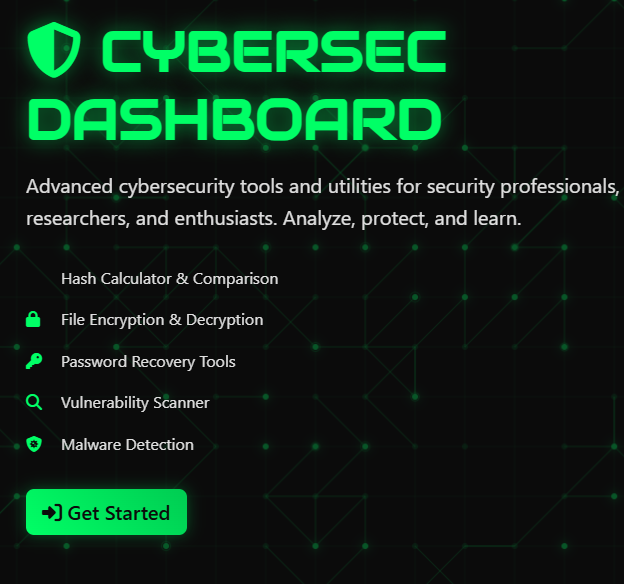 CYBERSEC
DASHBOARD
Advanced cybersecurity tools and utilities for security professionals,
researchers, and enthusiasts. Analyze, protect, and learn.
Hash Calculator & Comparison
File Encryption & Decryption
Password Recovery Tools
Vulnerability Scanner
Malware Detection
Get Started